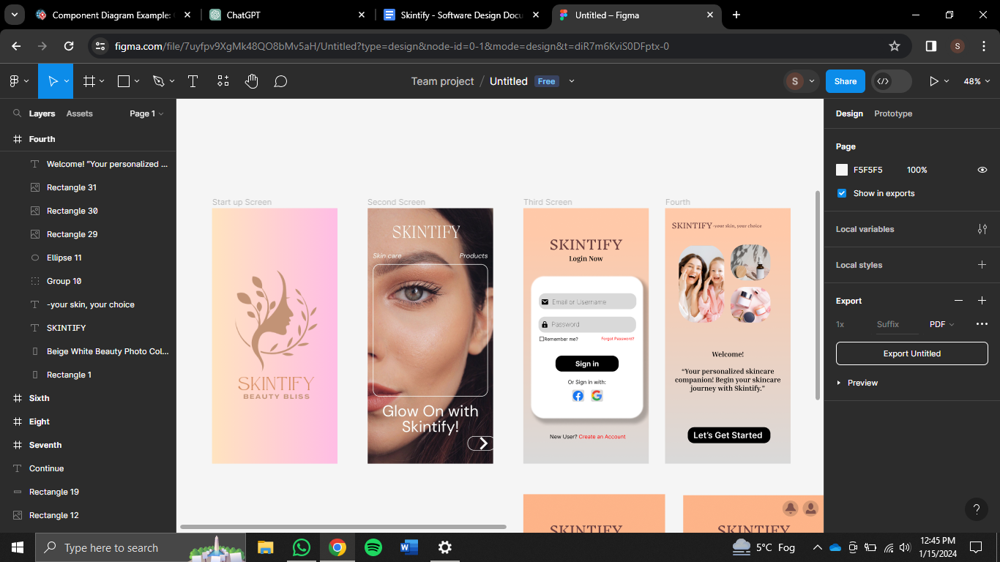 Component Diagram Example:
ChatGPT
Skintify - Software Design Docu
Untitled – Figma
figma.com/file/7uyfpv9XgMk48QO8bMv5aH/Untitled?type=design&node-id=0-1&mode=design&t=diR7m6KviS0DFptx-0
S
Team project / Untitled Free
S
Share
48%
Layers
Assets
Page 1
Fourth
Welcome! “Your personalized ...
Rectangle 31
Rectangle 30
Rectangle 29
Ellipse 11
Group 10
-your skin, your choice
SKINTIFY
Beige White Beauty Photo Col...
Rectangle 1
Sixth
Eight
Seventh
Continue
Rectangle 19
Rectangle 12
Start up Screen
SKINTIFY
BEAUTY BLISS
Second Screen
SKINTIFY
Skin care
Products
Glow On with
Skintify!
Third Screen
SKINTIFY
Login Now
Email or Username
Password
Remember me?
Forgot Password?
Sign in
Or Sign in with:
New User? Create an Account
Fourth
SKINTIFY -your skin, your choice
Welcome!
“Your personalized skincare
companion! Begin your skincare
journey with Skintify.”
Let’s Get Started
SKINTIFY
SKINTIFY
Design
Prototype
Page
F5F5F5
100%
Show in exports
Local variables
Local styles
Export
1x
Suffix
PDF
Export Untitled
Preview
?
Type here to search
5°C Fog
12:45 PM
1/15/2024